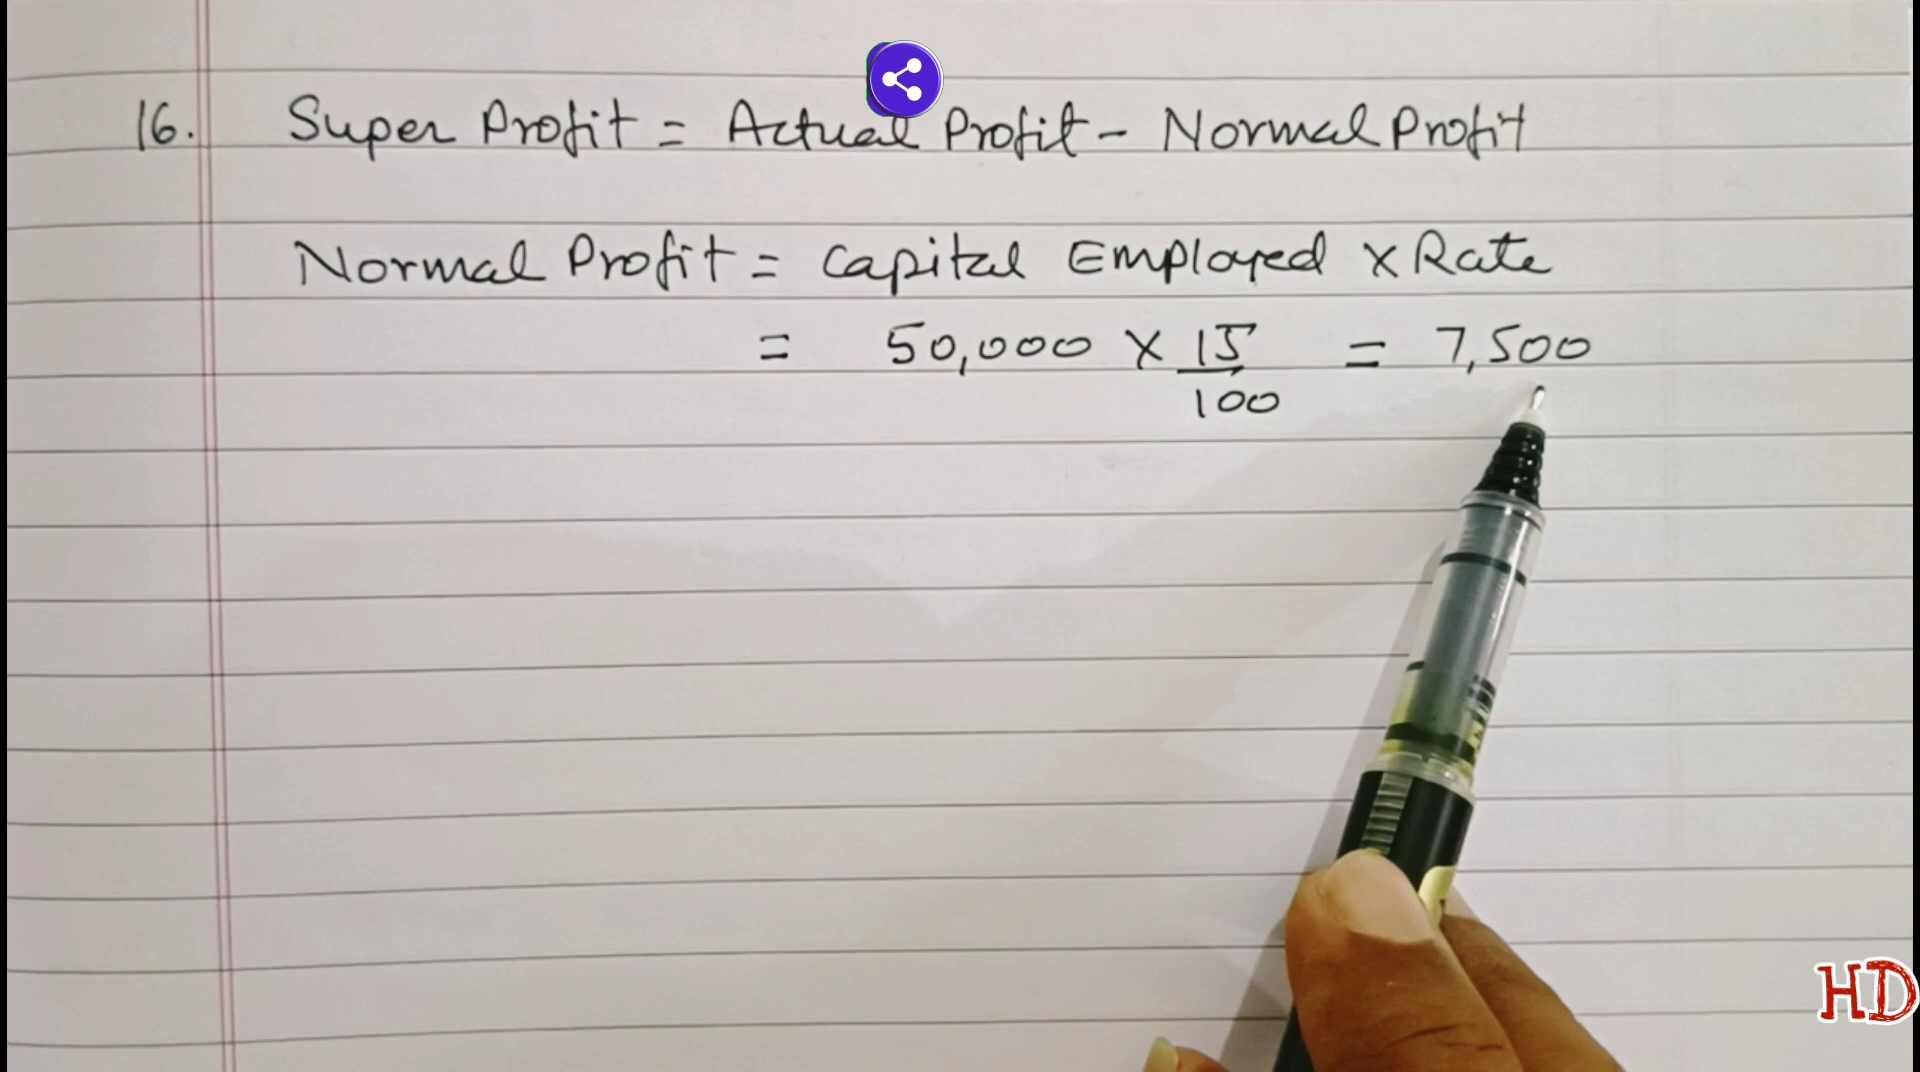 16. Super Profit = Actual Profit - Normal Profit
Normal Profit = Capital Employed × Rate
= 50,000 × 15/100 = 7,500
HD